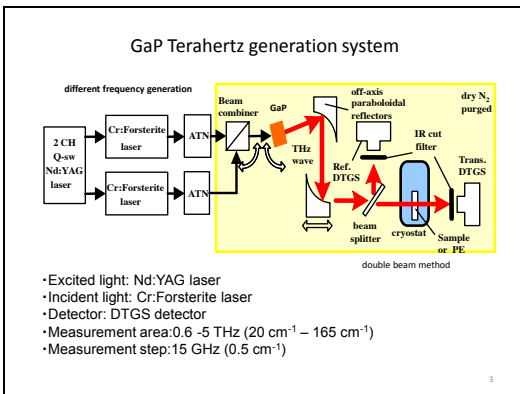 GaP Terahertz generation system
different frequency generation
Beam
combiner
GaP
off-axis
paraboloidal
reflectors
dry N2
purged
2 CH
Q-sw
Nd:YAG
laser
Cr:Forsterite
laser
ATN
Cr:Forsterite
laser
ATN
THz
wave
Ref.
DTGS
IR cut
filter
Trans.
DTGS
beam
splitter
cryostat
Sample
or PE
double beam method
・Excited light: Nd:YAG laser
・Incident light: Cr:Forsterite laser
・Detector: DTGS detector
・Measurement area:0.6 -5 THz (20 cm-1 – 165 cm-1)
・Measurement step:15 GHz (0.5 cm-1)
3